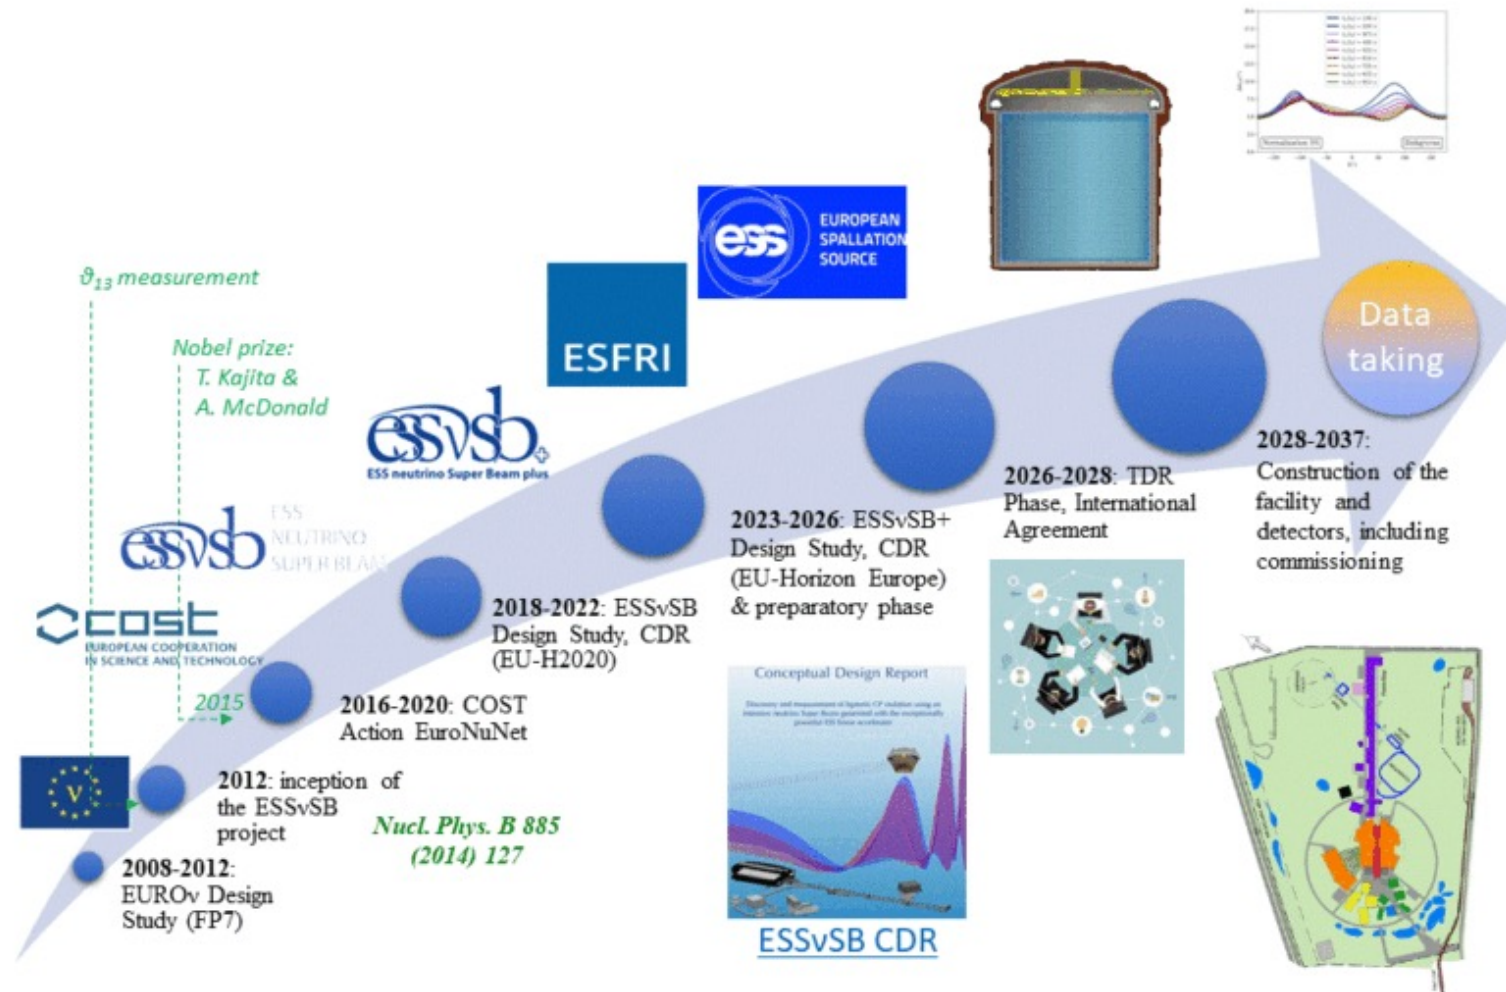 ϑ13 measurement
Nobel prize:
T. Kajita &
A. McDonald
2015
COST
EUROPEAN COOPERATION
IN SCIENCE AND TECHNOLOGY
essνsb
ESS
NEUTRINO
SUPER BEAM
essνsb+
ESS neutrino Super Beam plus
ESFRI
ess
EUROPEAN
SPALLATION
SOURCE
ν
2008-2012:
EUROν Design
Study (FP7)
2012: inception of
the ESSνSB
project
Nucl. Phys. B 885
(2014) 127
2016-2020: COST
Action EuroNuNet
2018-2022: ESSνSB
Design Study, CDR
(EU-H2020)
2023-2026: ESSνSB+
Design Study, CDR
(EU-Horizon Europe)
& preparatory phase
2026-2028: TDR
Phase, International
Agreement
2028-2037:
Construction of the
facility and
detectors, including
commissioning
Data
taking
Conceptual Design Report
ESSνSB CDR